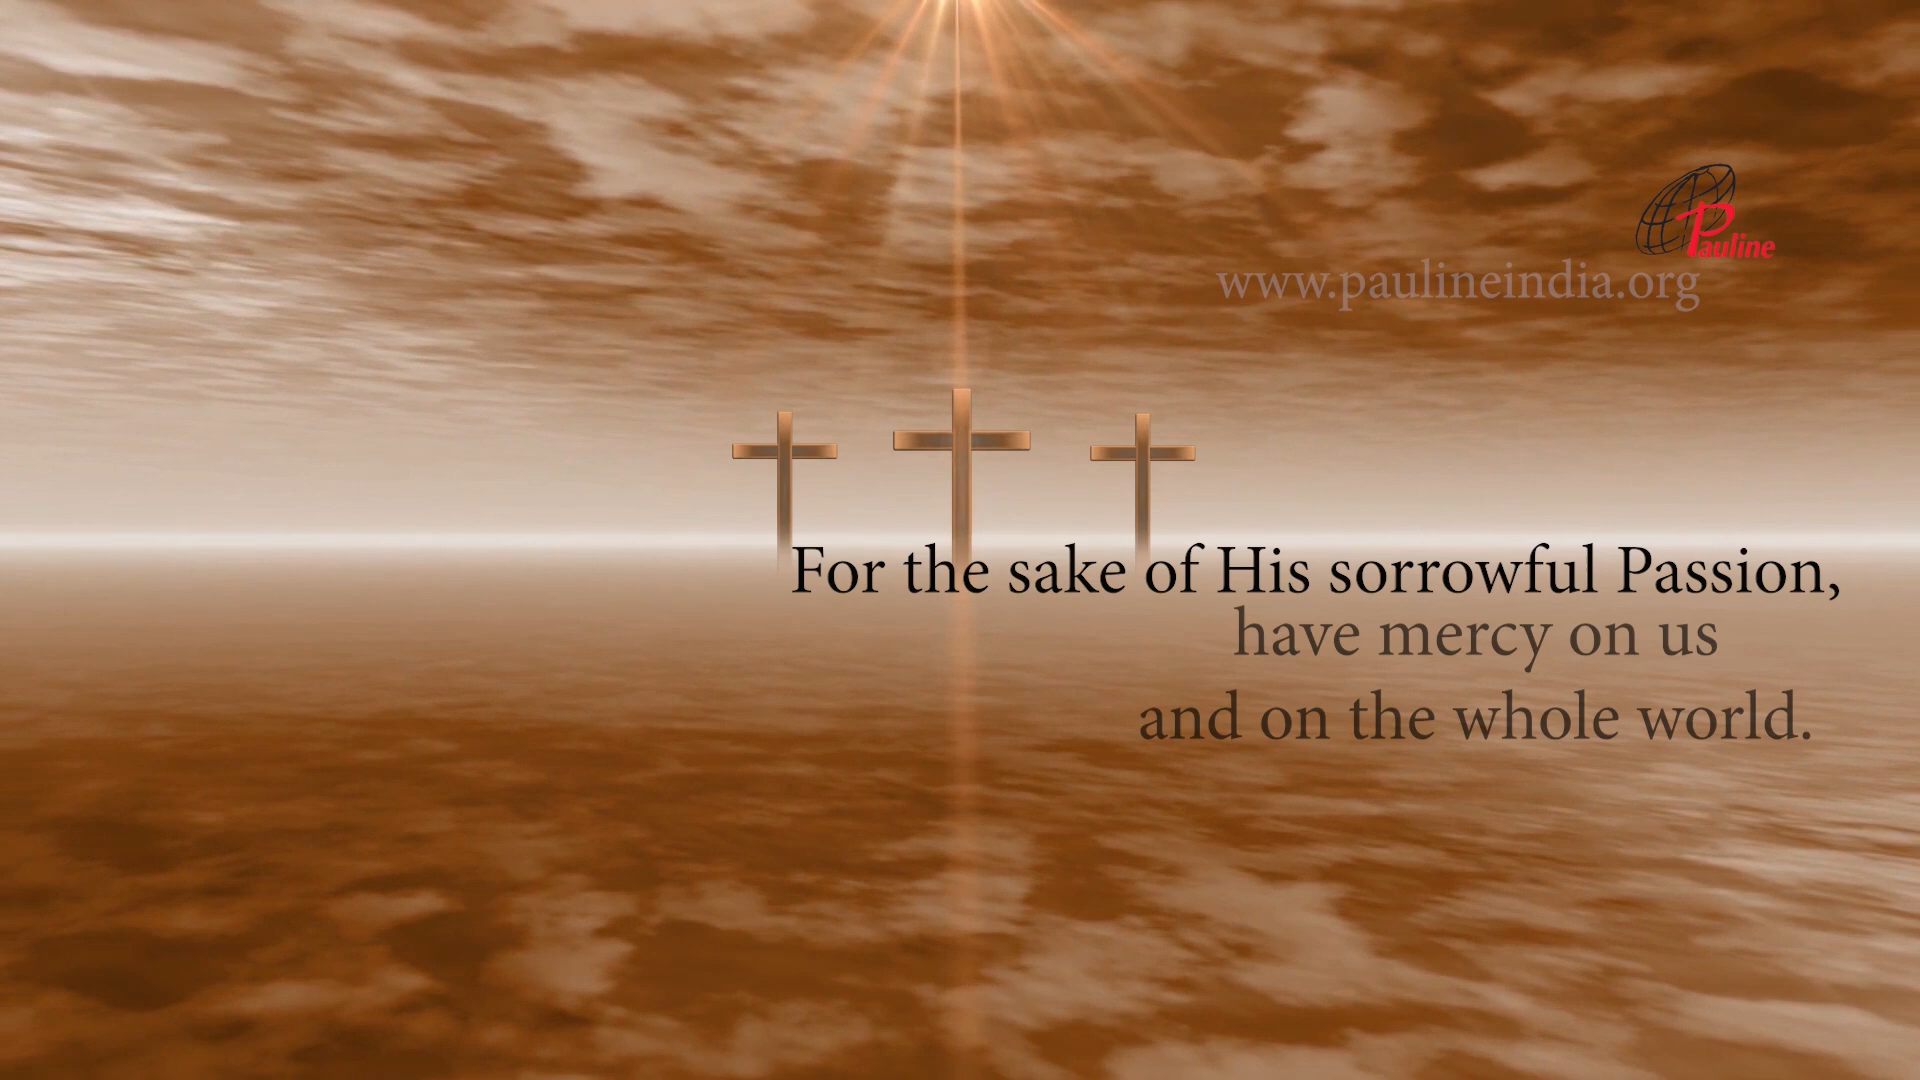 Pauline
www.paulineindia.org
For the sake of His sorrowful Passion,
have mercy on us
and on the whole world.